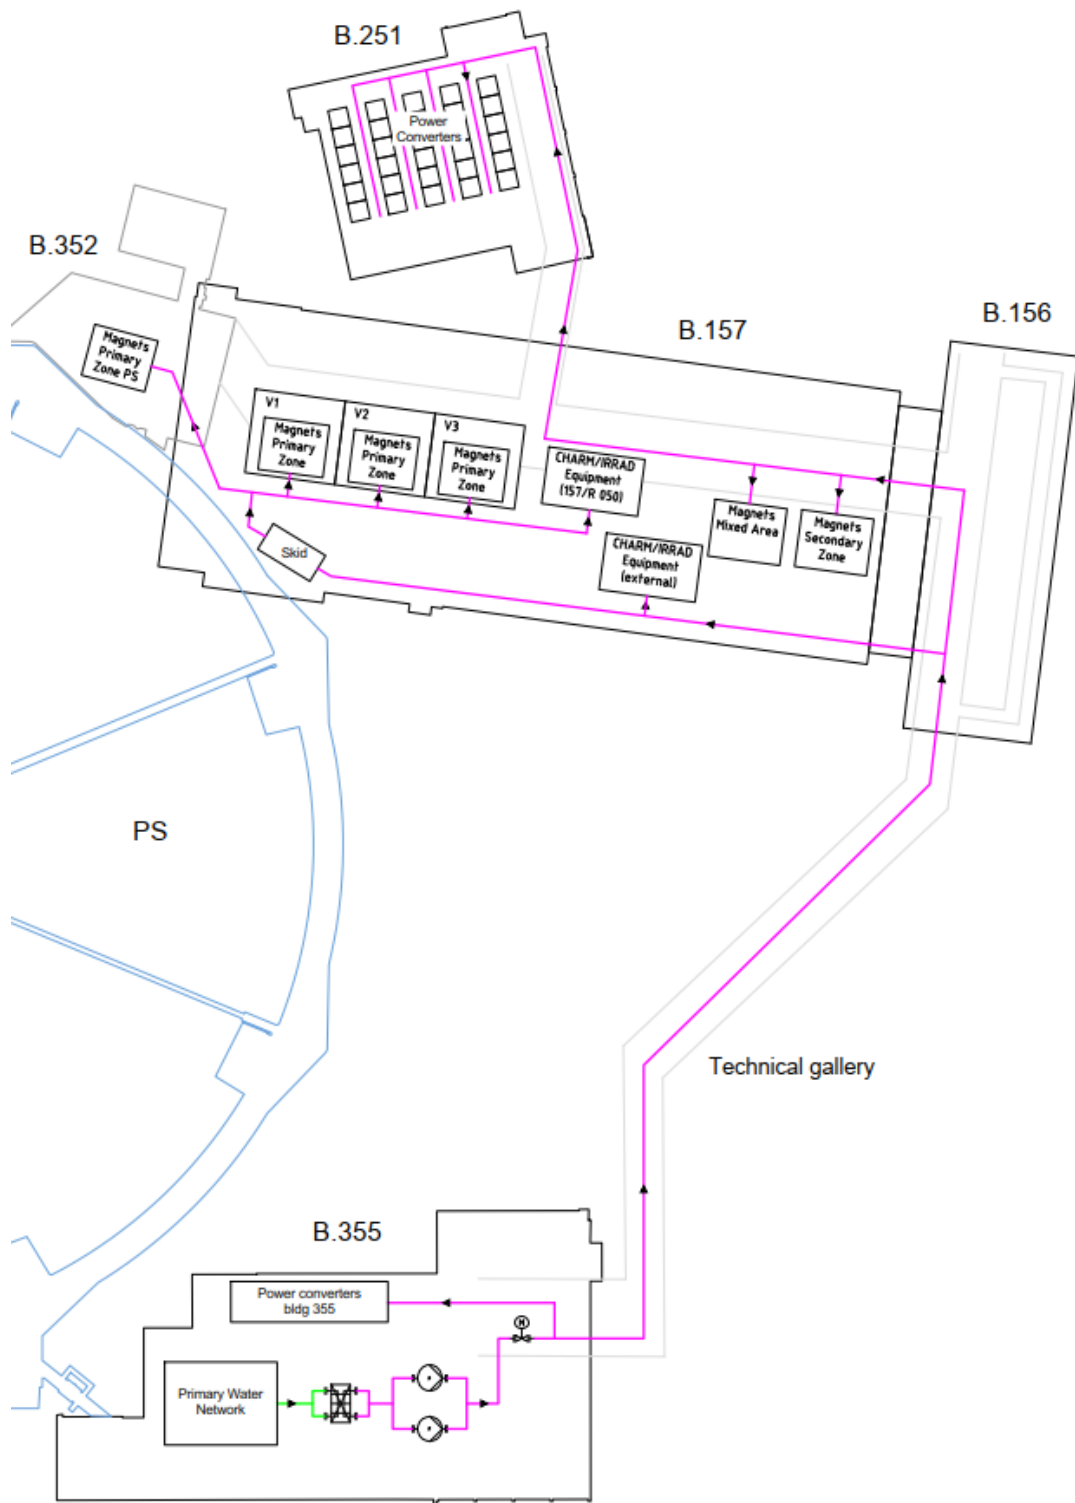 B.251
Power
Converters
B.352
B.157
B.156
Magnets
Primary
Zone PS
V1
Magnets
Primary
Zone
V2
Magnets
Primary
Zone
V3
Magnets
Primary
Zone
CHARM/IRRAD
Equipment
(157/R 050)
Magnets
Mixed Area
Magnets
Secondary
Zone
Skid
CHARM/IRRAD
Equipment
(external)
PS
Technical gallery
B.355
Power converters
bldg 355
M
Primary Water
Network